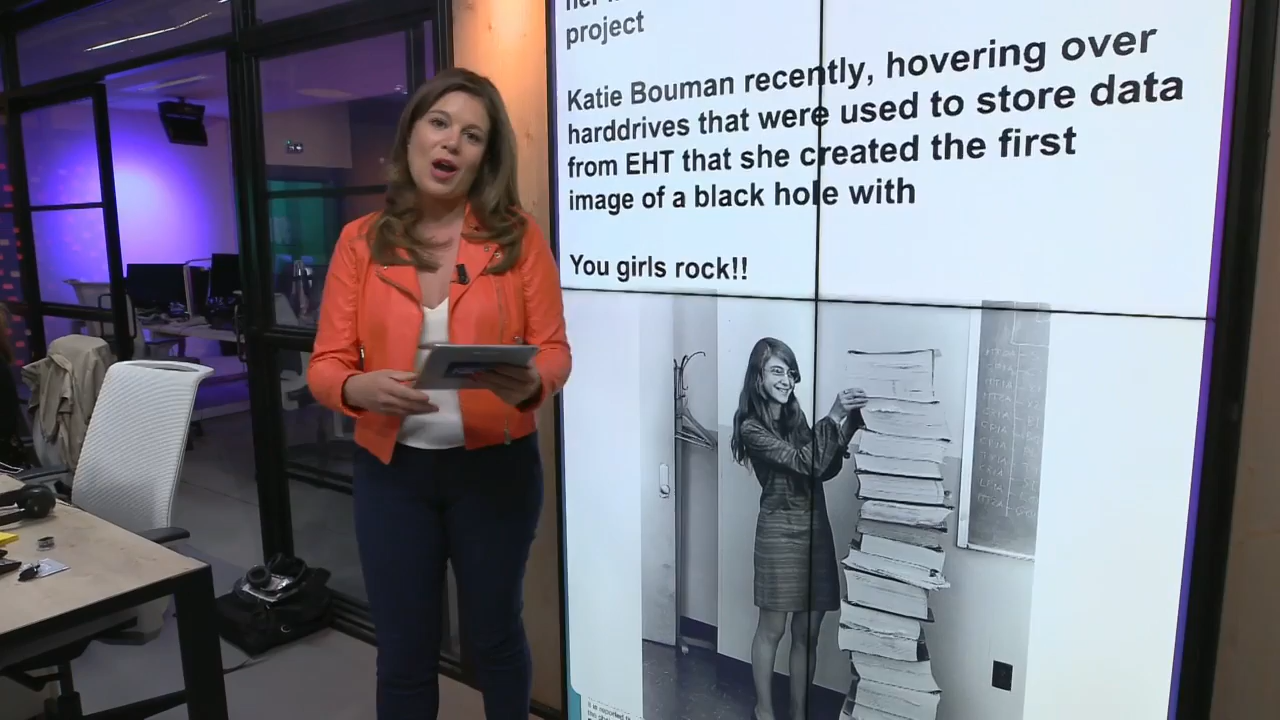 project
Katie Bouman recently, hovering over
harddrives that were used to store data
from EHT that she created the first
image of a black hole with
You girls rock!!